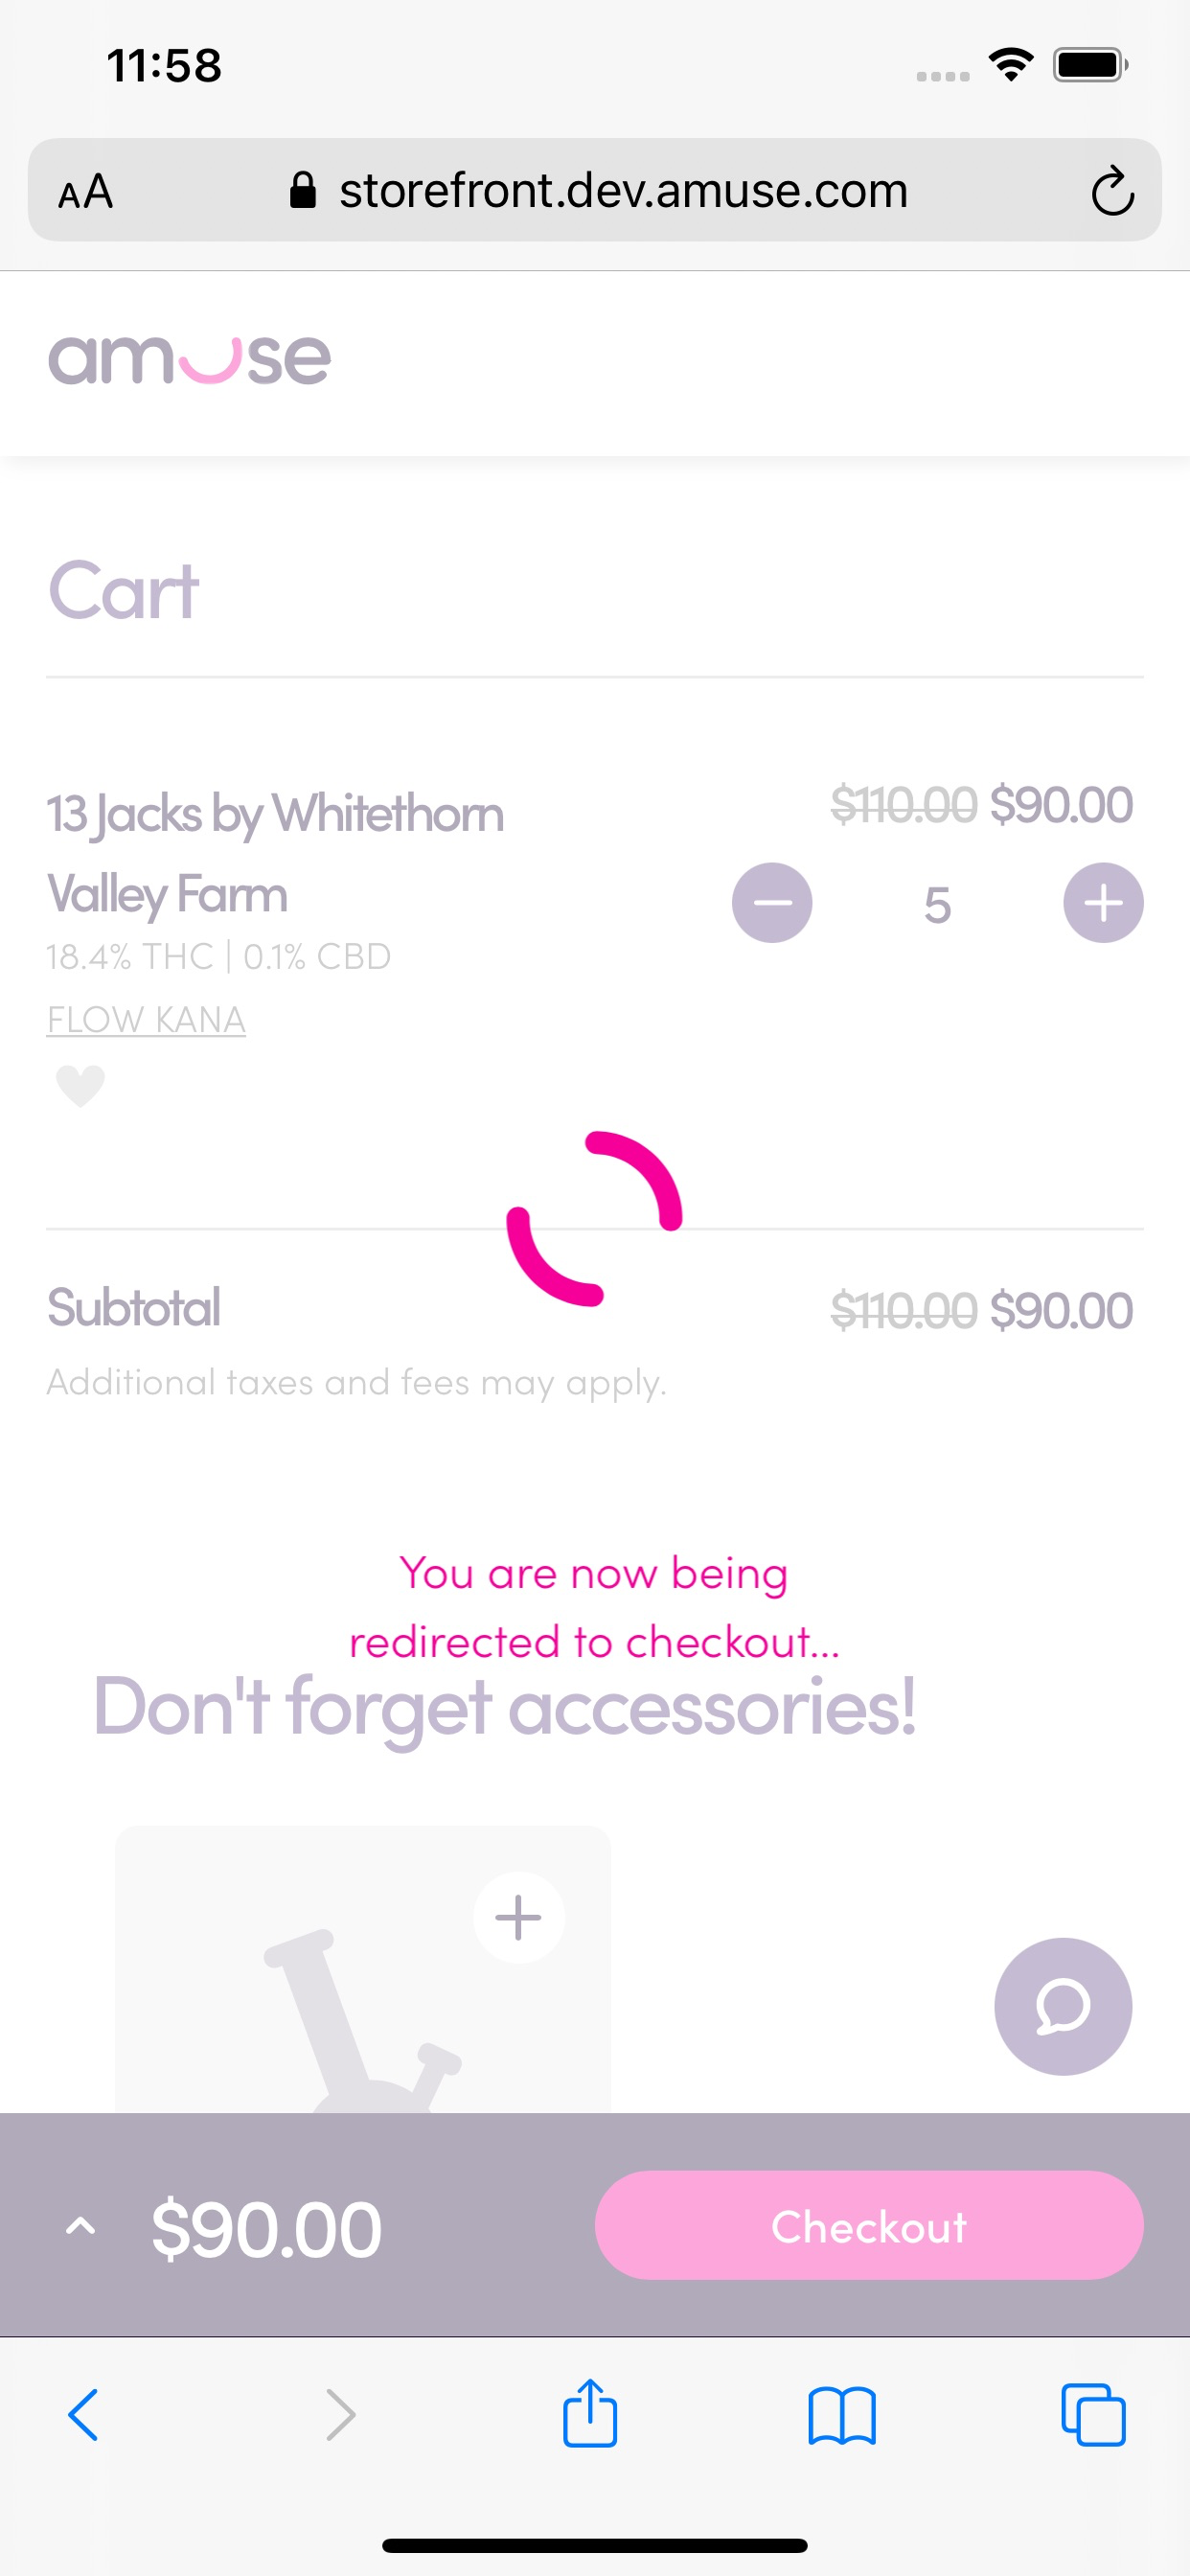 11:58
AA storefront.dev.amuse.com
amuse
Cart
13 Jacks by Whitethorn
Valley Farm
$110.00 $90.00
5
18.4% THC | 0.1% CBD
FLOW KANA
Subtotal $110.00 $90.00
Additional taxes and fees may apply.
You are now being
redirected to checkout...
Don't forget accessories!
$90.00 Checkout